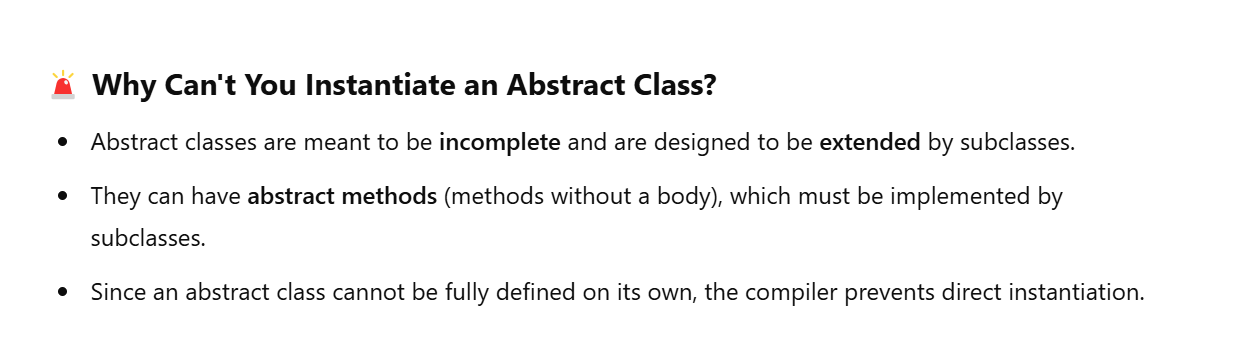 🚨 Why Can't You Instantiate an Abstract Class?
• Abstract classes are meant to be incomplete and are designed to be extended by subclasses.
• They can have abstract methods (methods without a body), which must be implemented by
subclasses.
• Since an abstract class cannot be fully defined on its own, the compiler prevents direct instantiation.